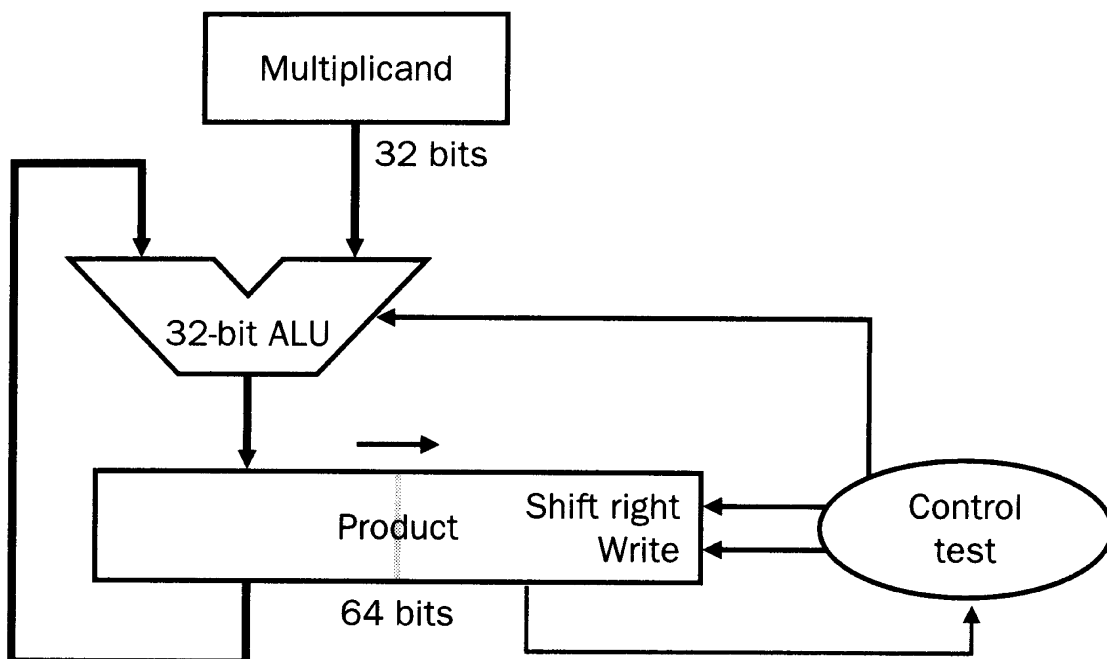 Multiplicand
32 bits
32-bit ALU
Product
Shift right
Write
64 bits
Control
test